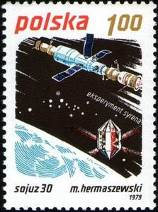 polska 1.00
eksperyment syrena
sojuz 30 m. hermaszewski
1979